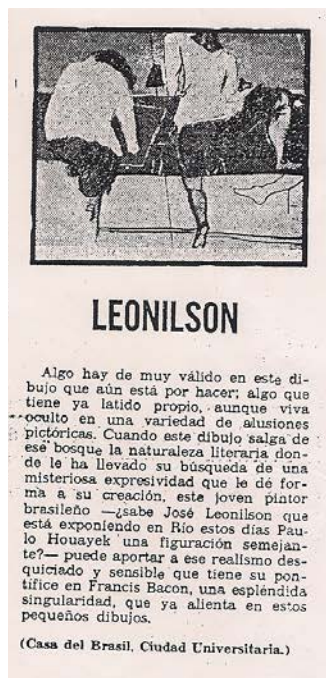 LEONILSON
Algo hay de muy válido en este di-
bujo que aún está por hacer; algo que
tiene ya latido propio, aunque viva
oculto en una variedad de alusiones
pictóricas. Cuando este dibujo salga de
ese bosque la naturaleza literaria don-
de le ha llevado su búsqueda de una
misteriosa expresividad que le dé for-
ma a su creación, este joven pintor
brasileño —¿sabe José Leonilson que
está exponiendo en Río estos días Pau-
lo Houayek una figuración semejan-
te?— puede aportar a ese realismo des-
quiciado y sensible que tiene su pon-
tífice en Francis Bacon, una espléndida
singularidad, que ya alienta en estos
pequeños dibujos.
(Casa del Brasil. Ciudad Universitaria.)